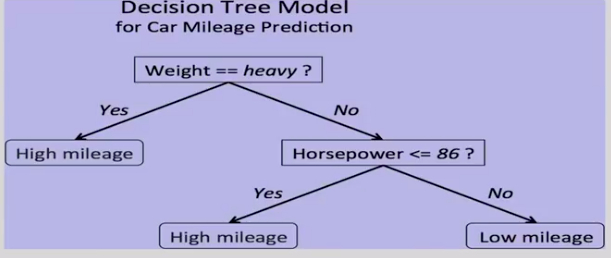 Decision Tree Model
for Car Mileage Prediction
Weight == heavy ?
Yes
No
High mileage
Horsepower <= 86 ?
Yes
No
High mileage
Low mileage